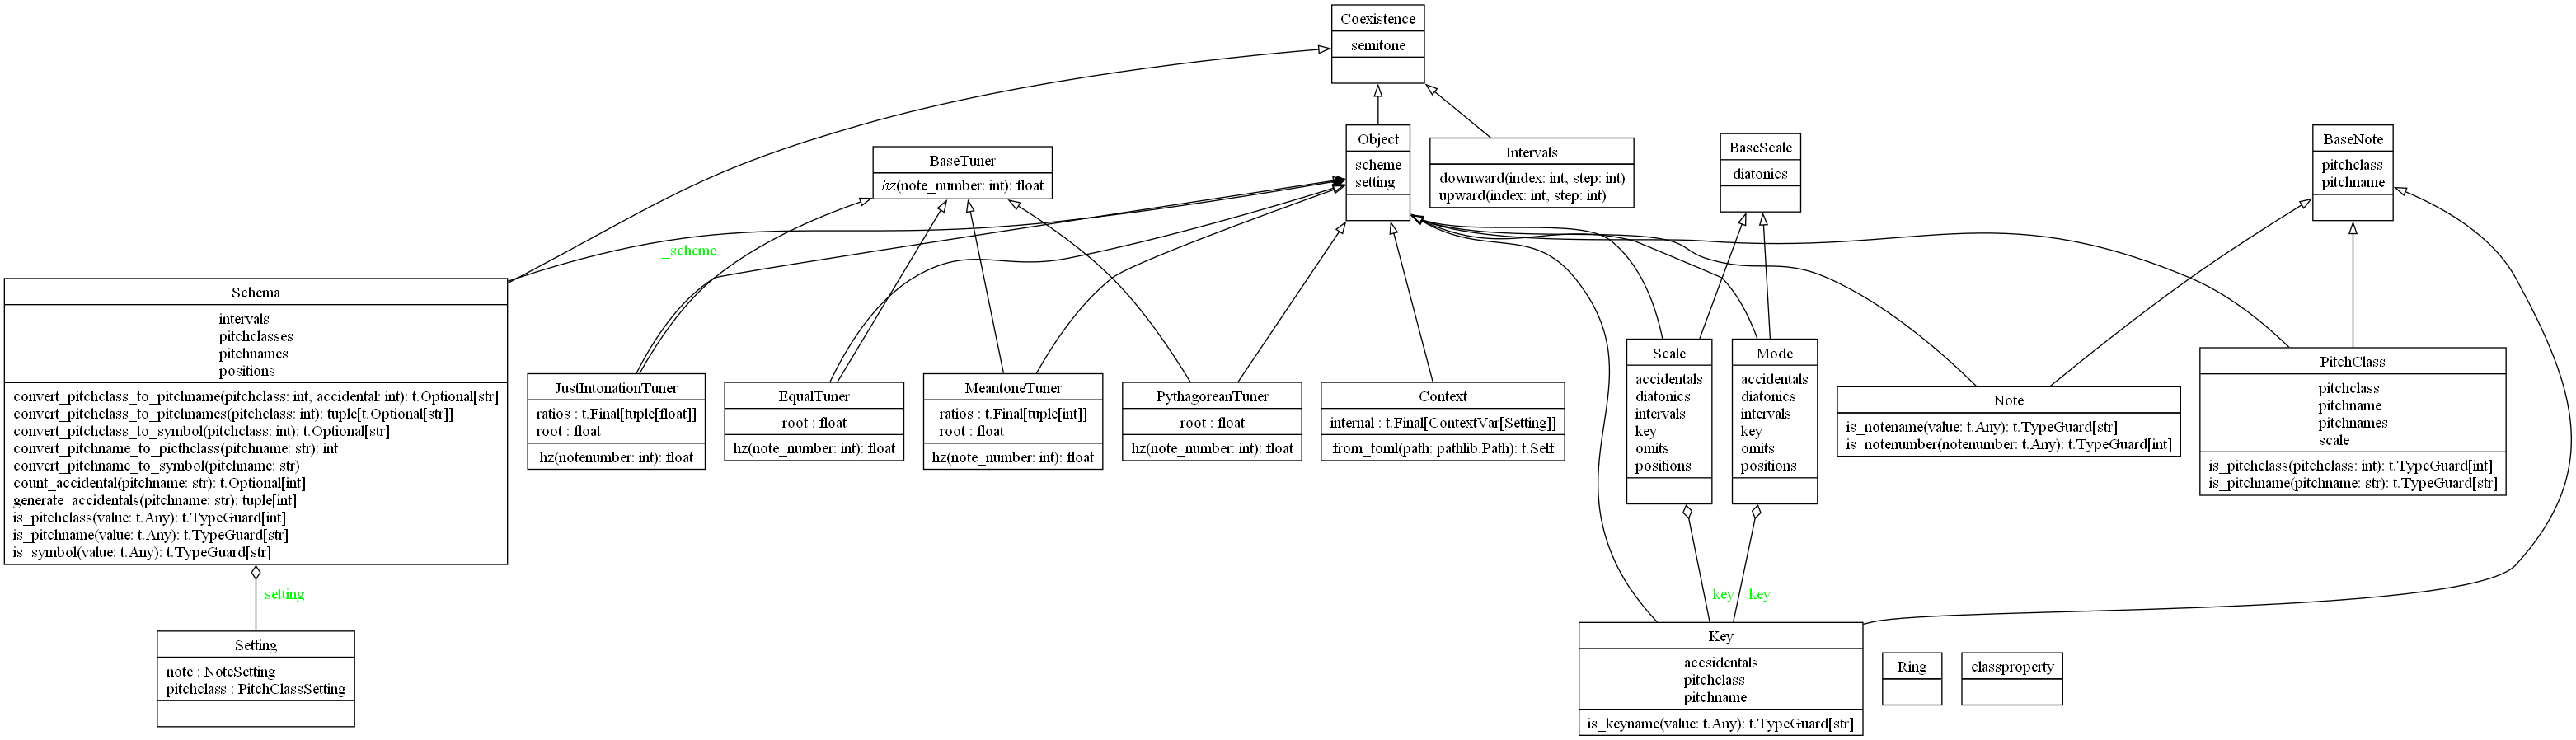 Coexistence
semitone
Object
scheme
setting
Intervals
downward(index: int, step: int)
upward(index: int, step: int)
BaseScale
diatonics
BaseNote
pitchclass
pitchname
BaseTuner
hz(note_number: int): float
_scheme
Schema
intervals
pitchclasses
pitchnames
positions
convert_pitchclass_to_pitchname(pitchclass: int, accidental: int): t.Optional[str]
convert_pitchclass_to_pitchnames(pitchclass: int): tuple[t.Optional[str]]
convert_pitchclass_to_symbol(pitchclass: int): t.Optional[str]
convert_pitchname_to_picthclass(pitchname: str): int
convert_pitchname_to_symbol(pitchname: str)
count_accidental(pitchname: str): t.Optional[int]
generate_accidentals(pitchname: str): tuple[int]
is_pitchclass(value: t.Any): t.TypeGuard[int]
is_pitchname(value: t.Any): t.TypeGuard[str]
is_symbol(value: t.Any): t.TypeGuard[str]
JustIntonationTuner
ratios : t.Final[tuple[float]]
root : float
hz(notenumber: int): float
EqualTuner
root : float
hz(note_number: int): float
MeantoneTuner
ratios : t.Final[tuple[int]]
root : float
hz(note_number: int): float
PythagoreanTuner
root : float
hz(note_number: int): float
Context
internal : t.Final[ContextVar[Setting]]
from_toml(path: pathlib.Path): t.Self
Scale
accidentals
diatonics
intervals
key
omits
positions
Mode
accidentals
diatonics
intervals
key
omits
positions
Note
is_notename(value: t.Any): t.TypeGuard[str]
is_notenumber(notenumber: t.Any): t.TypeGuard[int]
PitchClass
pitchclass
pitchname
pitchnames
scale
is_pitchclass(pitchclass: int): t.TypeGuard[int]
is_pitchname(pitchname: str): t.TypeGuard[str]
_setting
_key
_key
Setting
note : NoteSetting
pitchclass : PitchClassSetting
Key
accsidentals
pitchclass
pitchname
is_keyname(value: t.Any): t.TypeGuard[str]
Ring
classproperty